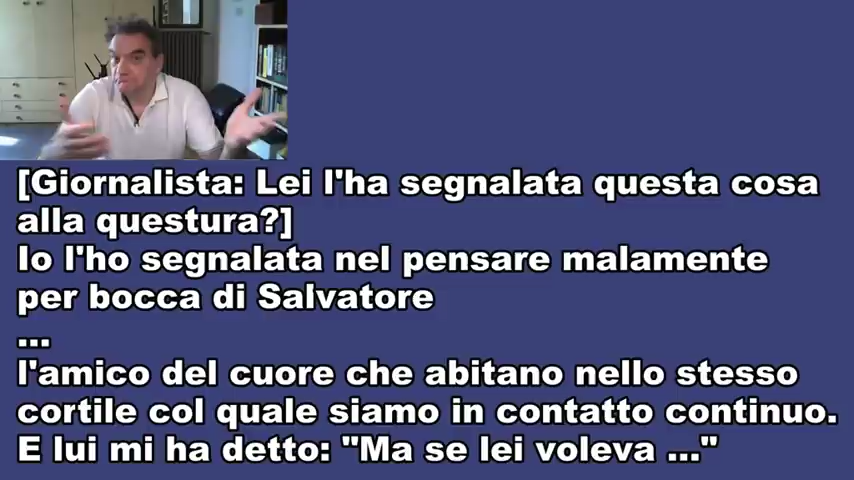 [Giornalista: Lei l'ha segnalata questa cosa
alla questura?]
Io l'ho segnalata nel pensare malamente
per bocca di Salvatore
...
l'amico del cuore che abitano nello stesso
cortile col quale siamo in contatto continuo.
E lui mi ha detto: "Ma se lei voleva ..."